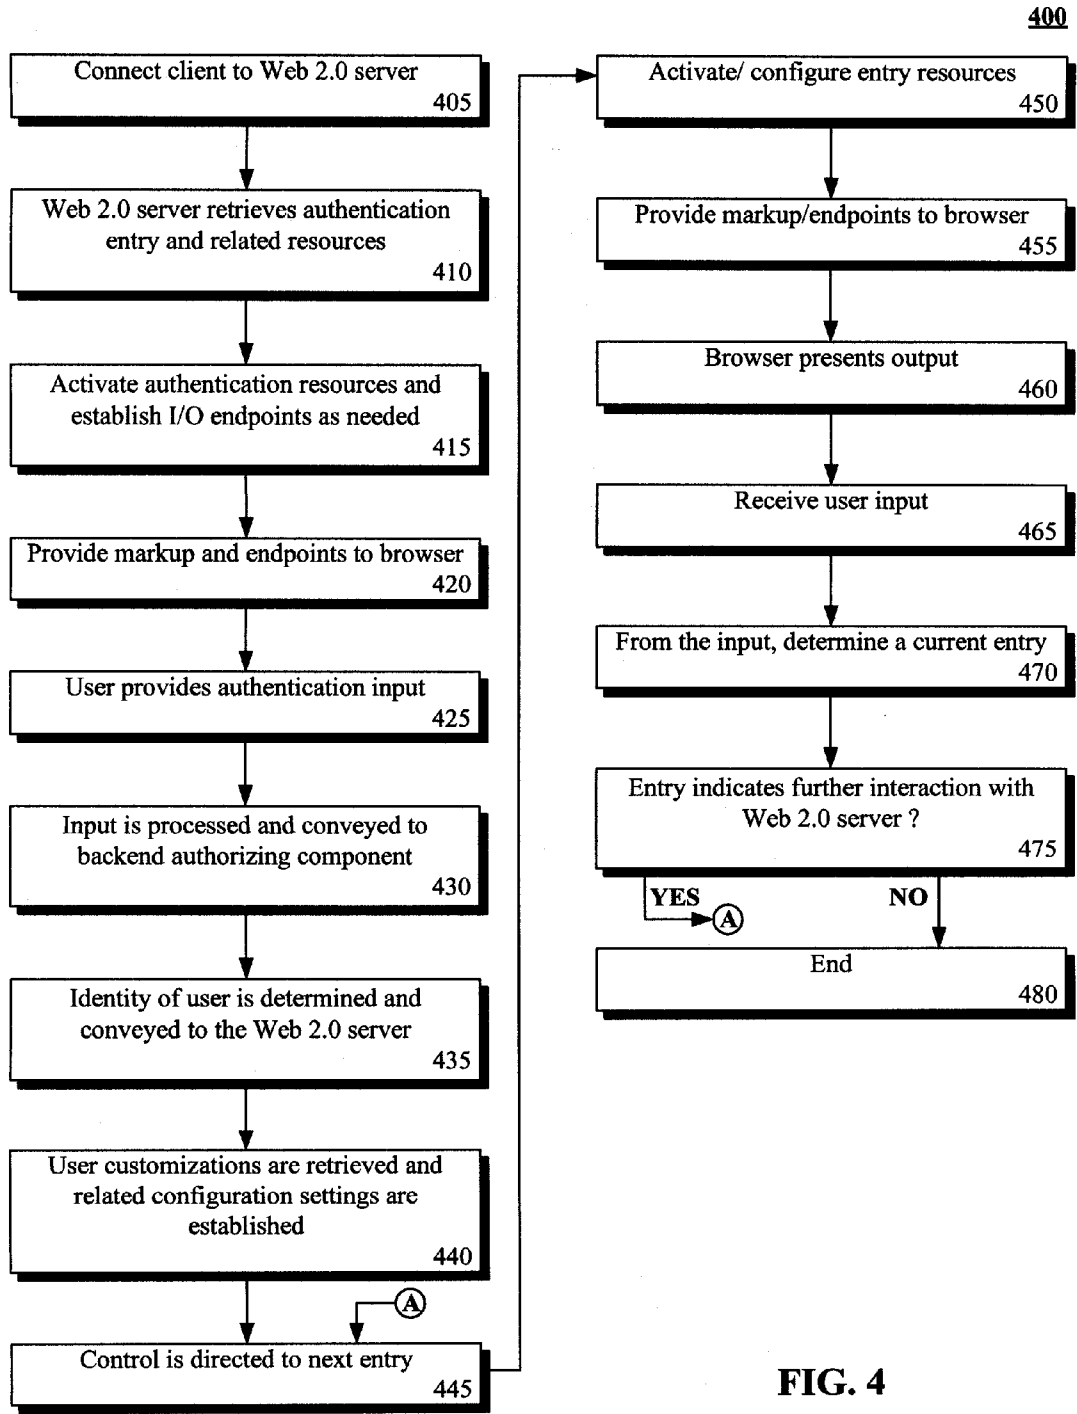 400
Connect client to Web 2.0 server
405
Web 2.0 server retrieves authentication
entry and related resources
410
Activate authentication resources and
establish I/O endpoints as needed
415
Provide markup and endpoints to browser
420
User provides authentication input
425
Input is processed and conveyed to
backend authorizing component
430
Identity of user is determined and
conveyed to the Web 2.0 server
435
User customizations are retrieved and
related configuration settings are
established
440
A
Control is directed to next entry
445
Activate/ configure entry resources
450
Provide markup/endpoints to browser
455
Browser presents output
460
Receive user input
465
From the input, determine a current entry
470
Entry indicates further interaction with
Web 2.0 server ?
475
YES
A
NO
End
480
FIG. 4